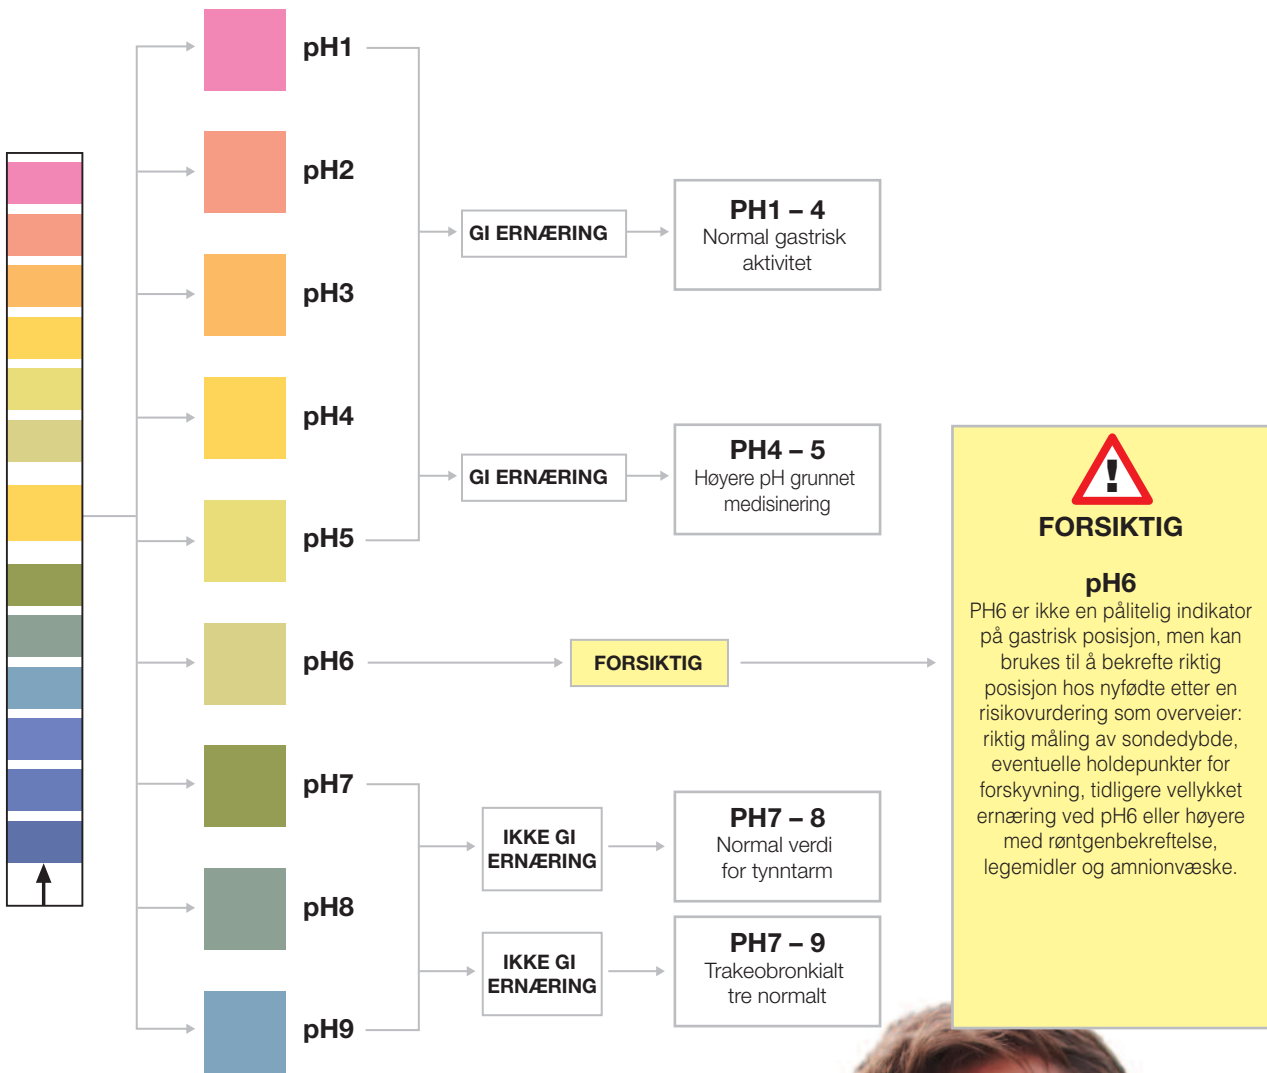 pH1
pH2
pH3
pH4
pH5
pH6
pH7
pH8
pH9
GI ERNÆRING
PH1 – 4
Normal gastrisk
aktivitet
GI ERNÆRING
PH4 – 5
Høyere pH grunnet
medisinering
FORSIKTIG
IKKE GI
ERNÆRING
PH7 – 8
Normal verdi
for tynntarm
IKKE GI
ERNÆRING
PH7 – 9
Trakeobronkialt
tre normalt
!
FORSIKTIG
pH6
PH6 er ikke en pålitelig indikator
på gastrisk posisjon, men kan
brukes til å bekrefte riktig
posisjon hos nyfødte etter en
risikovurdering som overveier:
riktig måling av sondedybde,
eventuelle holdepunkter for
forskyvning, tidligere vellykket
ernæring ved pH6 eller høyere
med røntgenbekreftelse,
legemidler og amnionvæske.